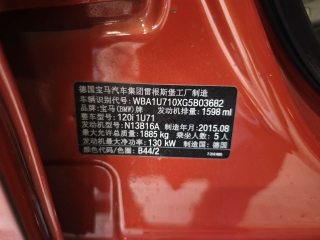 德国宝马汽车集团雷根斯堡工厂制造
车辆识别代号: WBA1U710XG5B03682
品牌: 宝马(BMW)牌 发动机排量: 1598 ml
整车型号: 120i 1U71
发动机型号: N13B16A 制造年月: 2015.08
最大允许总质量: 1885 kg 乘坐人数: 5 人
发动机最大净功率: 130 kW 制造国: 德国
颜色代码/色圈: B44/2